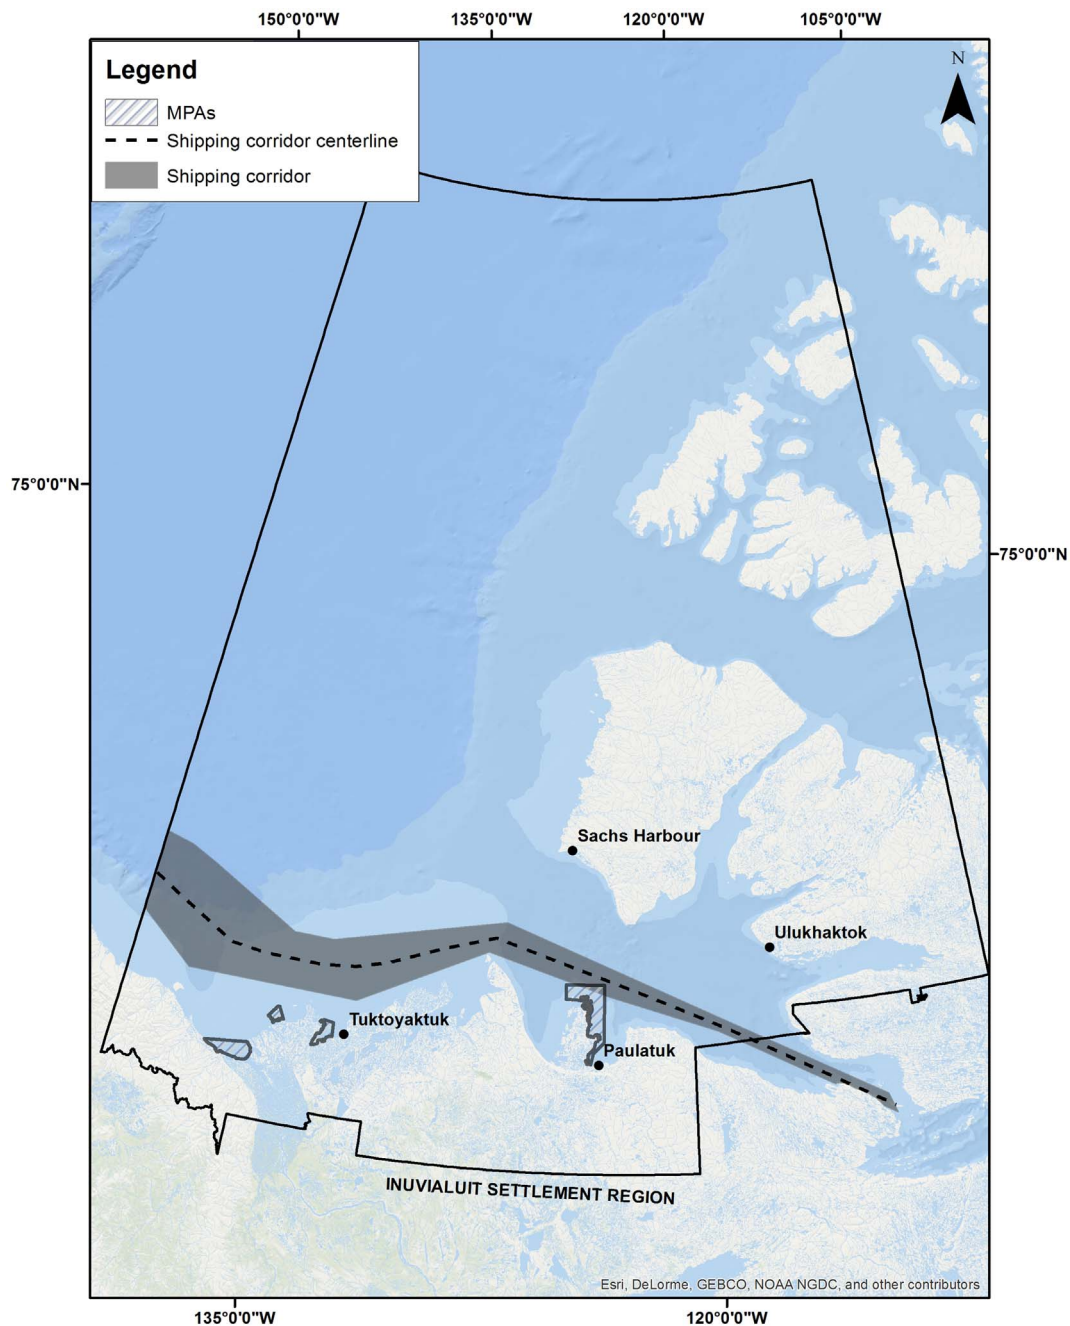 150°0'0"W 135°0'0"W 120°0'0"W 105°0'0"W
Legend
MPAs
Shipping corridor centerline
Shipping corridor
N
75°0'0"N
75°0'0"N
Sachs Harbour
Ulukhaktok
Tuktoyaktuk
Paulatuk
INUVIALUIT SETTLEMENT REGION
Esri, DeLorme, GEBCO, NOAA NGDC, and other contributors
135°0'0"W 120°0'0"W